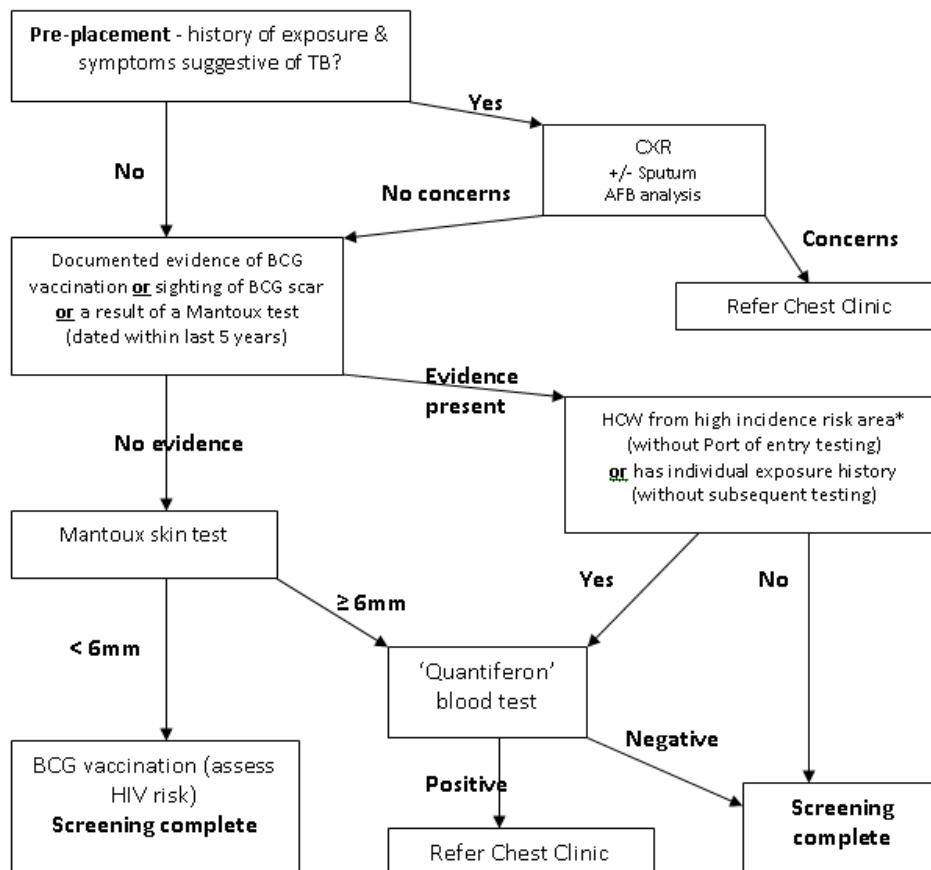 Pre-placement - history of exposure &
symptoms suggestive of TB?
Yes
CXR
+/- Sputum
AFB analysis
No
No concerns
Concerns
Documented evidence of BCG
vaccination or sighting of BCG scar
or a result of a Mantoux test
(dated within last 5 years)
Refer Chest Clinic
Evidence
present
HCW from high incidence risk area*
(without Port of entry testing)
or has individual exposure history
(without subsequent testing)
No evidence
Mantoux skin test
Yes
No
≥ 6mm
< 6mm
‘Quantiferon’
blood test
Negative
BCG vaccination (assess
HIV risk)
Screening complete
Positive
Screening
complete
Refer Chest Clinic